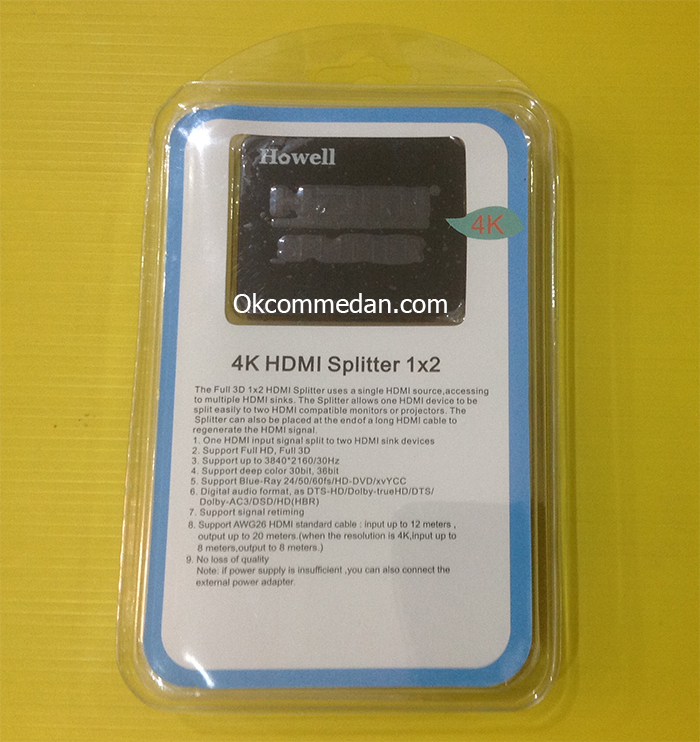 Howell
4K
Okcommedan.com
4K HDMI Splitter 1x2
The Full 3D 1x2 HDMI Splitter uses a single HDMI source,accessing
to multiple HDMI sinks. The Splitter allows one HDMI device to be
split easily to two HDMI compatible monitors or projectors. The
Splitter can also be placed at the end of a long HDMI cable to
regenerate the HDMI signal.
1. One HDMI input signal split to two HDMI sink devices
2. Support Full HD, Full 3D
3. Support up to 3840*2160/30Hz
4. Support deep color 30bit, 36bit
5. Support Blue-Ray 24/50/60fs/HD-DVD/xvYCC
6. Digital audio format, as DTS-HD/Dolby-trueHD/DTS/
Dolby-AC3/DSD/HD(HBR)
7. Support signal retiming
8. Support AWG26 HDMI standard cable : input up to 12 meters ,
output up to 20 meters.(when the resolution is 4K,input up to
8 meters,output to 8 meters.)
9. No loss of quality
Note: if power supply is insufficient ,you can also connect the
external power adapter.